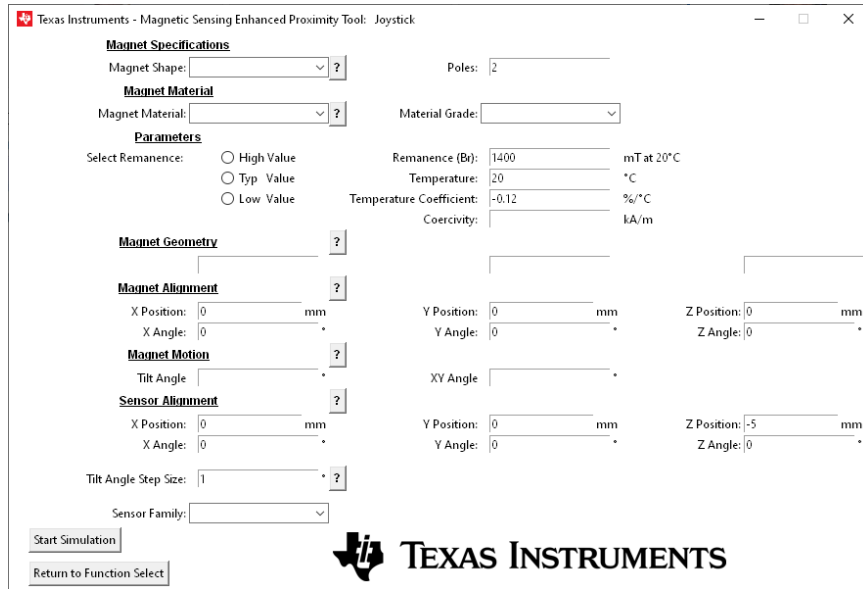 Texas Instruments - Magnetic Sensing Enhanced Proximity Tool: Joystick
Magnet Specifications
Magnet Shape: ? Poles: 2
Magnet Material
Magnet Material: ? Material Grade:
Parameters
Select Remanence: High Value Remanence (Br): 1400 mT at 20°C
Typ Value Temperature: 20 °C
Low Value Temperature Coefficient: -0.12 %/°C
Coercivity: kA/m
Magnet Geometry ?
Magnet Alignment ?
X Position: 0 mm Y Position: 0 mm Z Position: 0 mm
X Angle: 0 ° Y Angle: 0 ° Z Angle: 0 °
Magnet Motion ?
Tilt Angle ° XY Angle °
Sensor Alignment ?
X Position: 0 mm Y Position: 0 mm Z Position: -5 mm
X Angle: 0 ° Y Angle: 0 ° Z Angle: 0 °
Tilt Angle Step Size: 1 ° ?
Sensor Family:
Start Simulation
TEXAS INSTRUMENTS
Return to Function Select